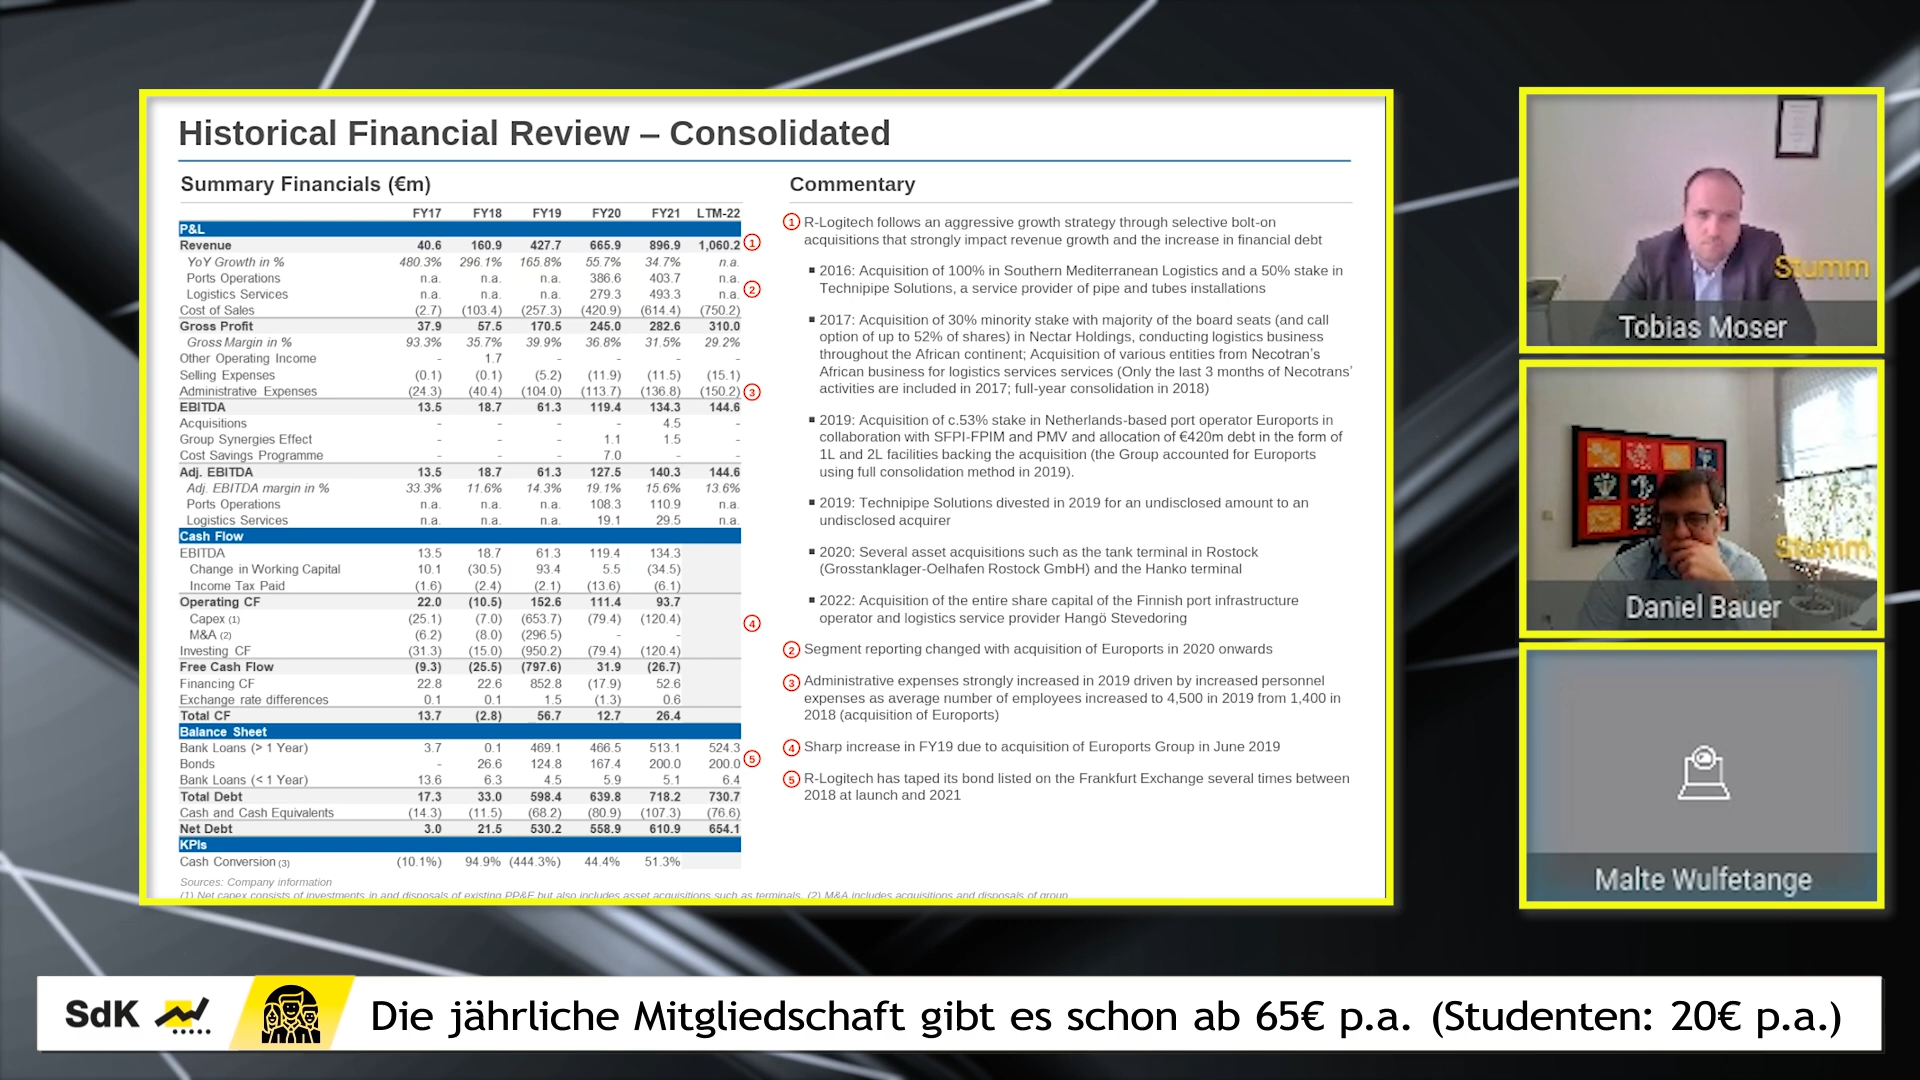 Historical Financial Review – Consolidated
Summary Financials (€m)
FY17 FY18 FY19 FY20 FY21 LTM-22
P&L
Revenue 40.6 160.9 427.7 665.9 896.9 1,060.2 1
YoY Growth in % 480.3% 296.1% 165.8% 55.7% 34.7% n.a.
Ports Operations n.a. n.a. n.a. 386.6 403.7 n.a.
Logistics Services n.a. n.a. n.a. 279.3 493.3 n.a. 2
Cost of Sales (2.7) (103.4) (257.3) (420.9) (614.4) (750.2)
Gross Profit 37.9 57.5 170.5 245.0 282.6 310.0
Gross Margin in % 93.3% 35.7% 39.9% 36.8% 31.5% 29.2%
Other Operating Income - 1.7 - - - -
Selling Expenses (0.1) (0.1) (5.2) (11.9) (11.5) (15.1)
Administrative Expenses (24.3) (40.4) (104.0) (113.7) (136.8) (150.2) 3
EBITDA 13.5 18.7 61.3 119.4 134.3 144.6
Acquisitions - - - - 4.5 -
Group Synergies Effect - - - 1.1 1.5 -
Cost Savings Programme - - - 7.0 - -
Adj. EBITDA 13.5 18.7 61.3 127.5 140.3 144.6
Adj. EBITDA margin in % 33.3% 11.6% 14.3% 19.1% 15.6% 13.6%
Ports Operations n.a. n.a. n.a. 108.3 110.9 n.a.
Logistics Services n.a. n.a. n.a. 19.1 29.5 n.a.
Cash Flow
EBITDA 13.5 18.7 61.3 119.4 134.3
Change in Working Capital 10.1 (30.5) 93.4 5.5 (34.5)
Income Tax Paid (1.6) (2.4) (2.1) (13.6) (6.1)
Operating CF 22.0 (10.5) 152.6 111.4 93.7
Capex (1) (25.1) (7.0) (653.7) (79.4) (120.4) 4
M&A (2) (6.2) (8.0) (296.5) - -
Investing CF (31.3) (15.0) (950.2) (79.4) (120.4)
Free Cash Flow (9.3) (25.5) (797.6) 31.9 (26.7)
Financing CF 22.8 22.6 852.8 (17.9) 52.6
Exchange rate differences 0.1 0.1 1.5 (1.3) 0.6
Total CF 13.7 (2.8) 56.7 12.7 26.4
Balance Sheet
Bank Loans (> 1 Year) 3.7 0.1 469.1 466.5 513.1 524.3
Bonds - 26.6 124.8 167.4 200.0 200.0 5
Bank Loans (< 1 Year) 13.6 6.3 4.5 5.9 5.1 6.4
Total Debt 17.3 33.0 598.4 639.8 718.2 730.7
Cash and Cash Equivalents (14.3) (11.5) (68.2) (80.9) (107.3) (76.6)
Net Debt 3.0 21.5 530.2 558.9 610.9 654.1
KPIs
Cash Conversion (3) (10.1%) 94.9% (444.3%) 44.4% 51.3%
Sources: Company information
(1) Net capex consists of investments in and disposals of existing PP&E but also includes asset acquisitions such as terminals, (2) M&A includes acquisitions and disposals of group
Commentary
1 R-Logitech follows an aggressive growth strategy through selective bolt-on
acquisitions that strongly impact revenue growth and the increase in financial debt
▪ 2016: Acquisition of 100% in Southern Mediterranean Logistics and a 50% stake in
Technipipe Solutions, a service provider of pipe and tubes installations
▪ 2017: Acquisition of 30% minority stake with majority of the board seats (and call
option of up to 52% of shares) in Nectar Holdings, conducting logistics business
throughout the African continent; Acquisition of various entities from Necotran's
African business for logistics services services (Only the last 3 months of Necotrans'
activities are included in 2017; full-year consolidation in 2018)
▪ 2019: Acquisition of c.53% stake in Netherlands-based port operator Euroports in
collaboration with SFPI-FPIM and PMV and allocation of €420m debt in the form of
1L and 2L facilities backing the acquisition (the Group accounted for Euroports
using full consolidation method in 2019).
▪ 2019: Technipipe Solutions divested in 2019 for an undisclosed amount to an
undisclosed acquirer
▪ 2020: Several asset acquisitions such as the tank terminal in Rostock
(Grosstanklager-Oelhafen Rostock GmbH) and the Hanko terminal
▪ 2022: Acquisition of the entire share capital of the Finnish port infrastructure
operator and logistics service provider Hangö Stevedoring
2 Segment reporting changed with acquisition of Euroports in 2020 onwards
3 Administrative expenses strongly increased in 2019 driven by increased personnel
expenses as average number of employees increased to 4,500 in 2019 from 1,400 in
2018 (acquisition of Euroports)
4 Sharp increase in FY19 due to acquisition of Euroports Group in June 2019
5 R-Logitech has taped its bond listed on the Frankfurt Exchange several times between
2018 at launch and 2021
Stumm
Tobias Moser
Stumm
Daniel Bauer
Malte Wulfetange
SdK
Die jährliche Mitgliedschaft gibt es schon ab 65€ p.a. (Studenten: 20€ p.a.)